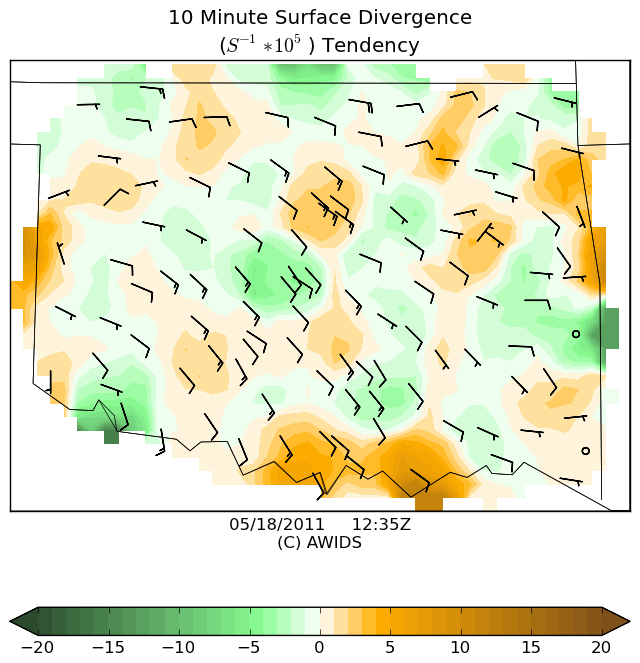 10 Minute Surface Divergence
(S⁻¹ *10⁵ ) Tendency
05/18/2011 12:35Z
(C) AWIDS
−20 −15 −10 −5 0 5 10 15 20